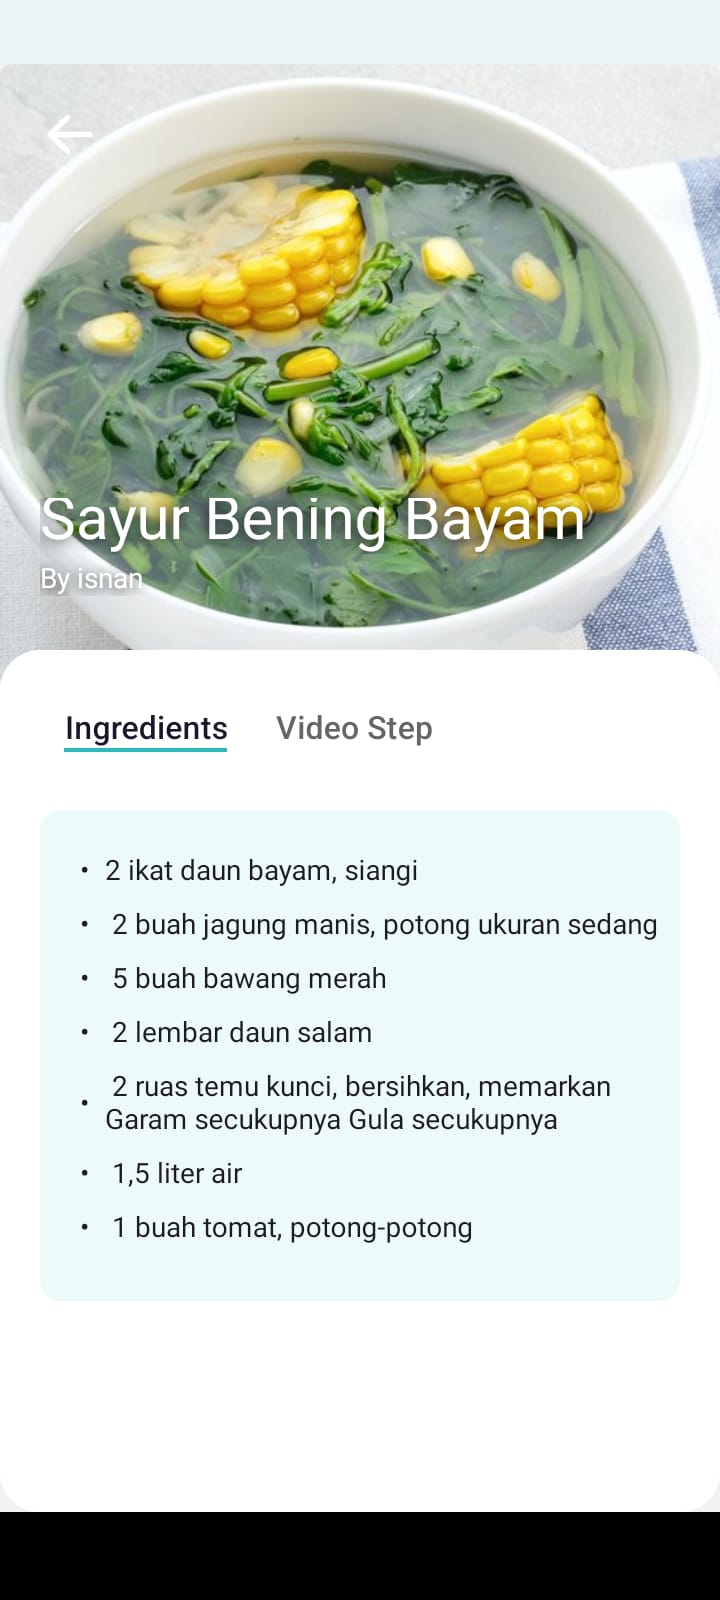 Sayur Bening Bayam
By isnan
Ingredients Video Step
• 2 ikat daun bayam, siangi
• 2 buah jagung manis, potong ukuran sedang
• 5 buah bawang merah
• 2 lembar daun salam
• 2 ruas temu kunci, bersihkan, memarkan
Garam secukupnya Gula secukupnya
• 1,5 liter air
• 1 buah tomat, potong-potong